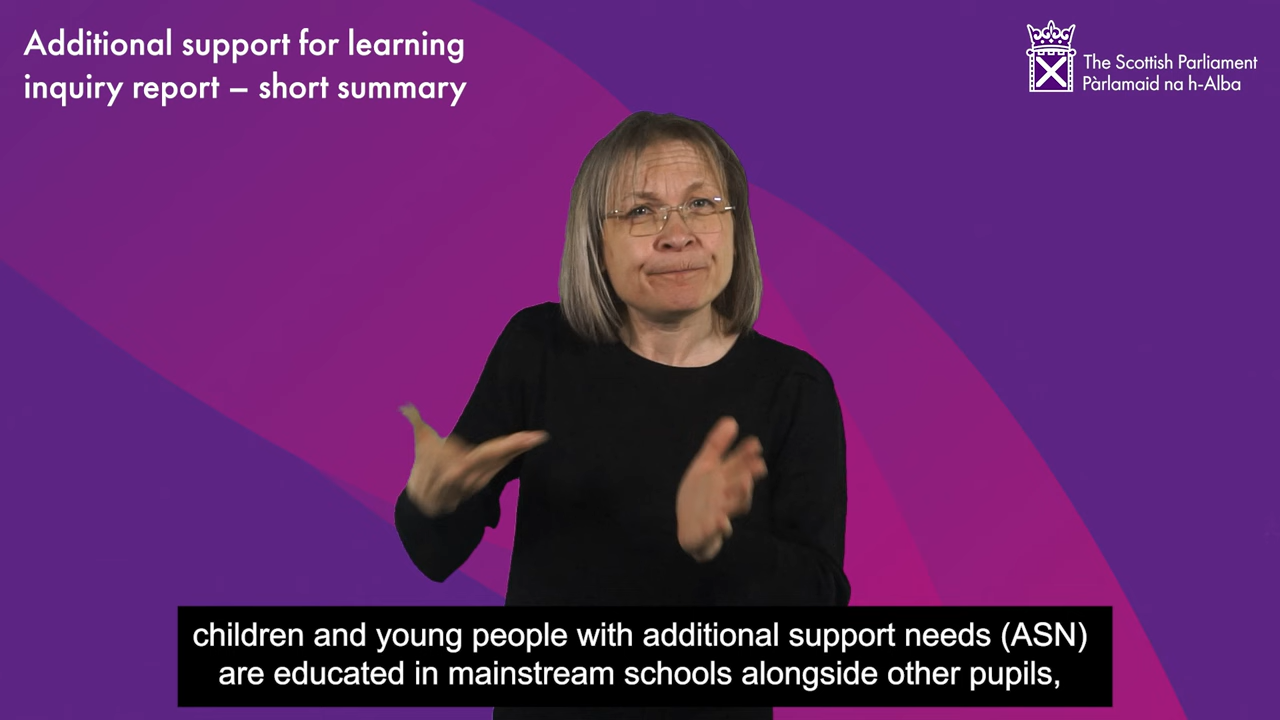 Additional support for learning
inquiry report – short summary
The Scottish Parliament
Pàrlamaid na h-Alba
children and young people with additional support needs (ASN)
are educated in mainstream schools alongside other pupils,